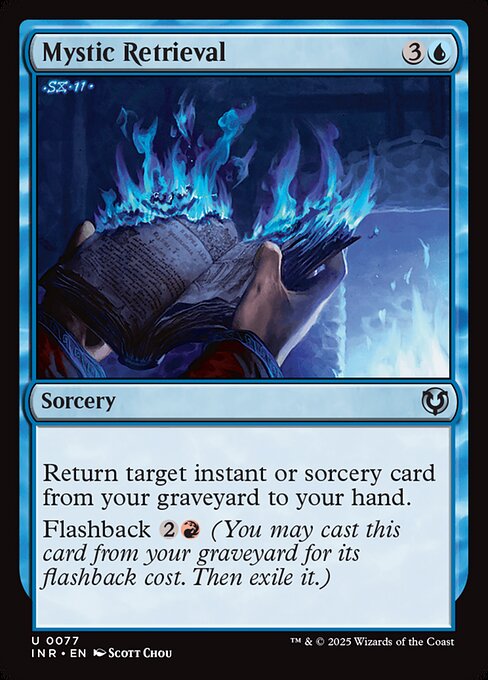 Mystic Retrieval 3
·SZ·11·
Sorcery
Return target instant or sorcery card
from your graveyard to your hand.
Flashback 2 (You may cast this
card from your graveyard for its
flashback cost. Then exile it.)
U 0077
INR • EN Scott Chou
™ & © 2025 Wizards of the Coast